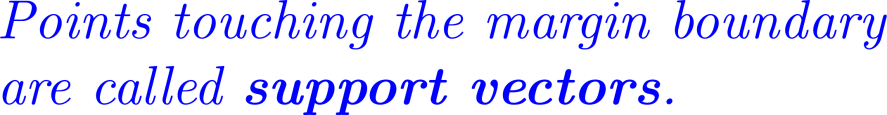 Points touching the margin boundary
are called support vectors.